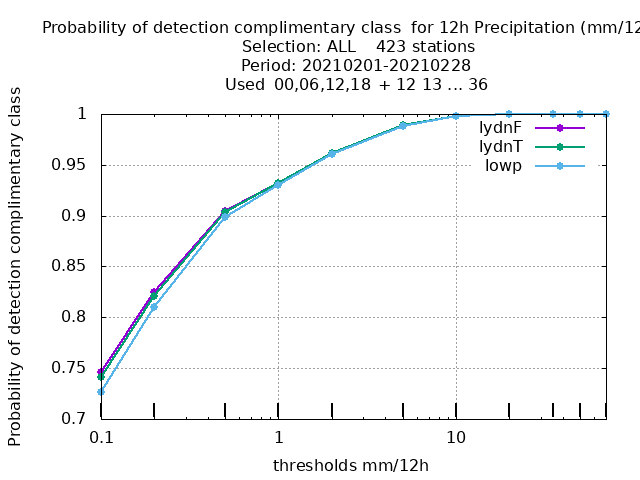 Probability of detection complimentary class  for 12h Precipitation (mm/12
Selection: ALL    423 stations
Period: 20210201-20210228
Used  00,06,12,18  + 12 13 ... 36
Probability of detection complimentary class
1
0.95
0.9
0.85
0.8
0.75
0.7
lydnF
lydnT
lowp
0.1 1 10
thresholds mm/12h